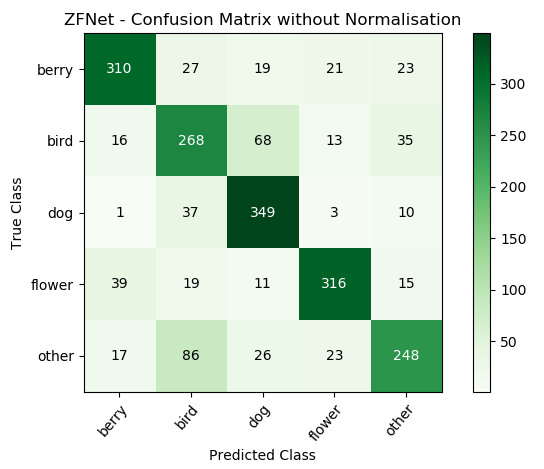 ZFNet - Confusion Matrix without Normalisation
berry 310 27 19 21 23
bird 16 268 68 13 35
dog 1 37 349 3 10
flower 39 19 11 316 15
other 17 86 26 23 248
berry bird dog flower other
Predicted Class
True Class
300
250
200
150
100
50